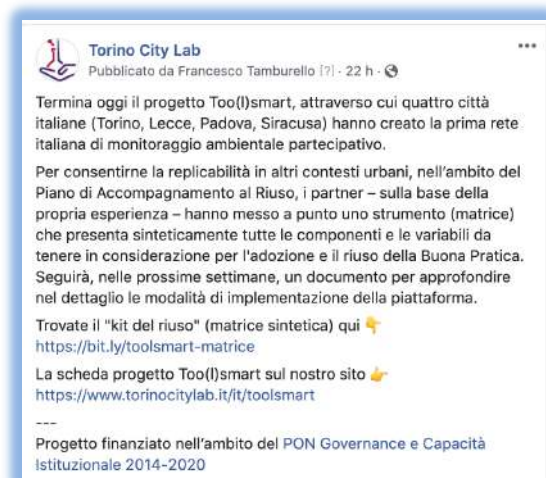 Torino City Lab
Pubblicato da Francesco Tamburello [?] · 22 h ·
Termina oggi il progetto Too(l)smart, attraverso cui quattro città
italiane (Torino, Lecce, Padova, Siracusa) hanno creato la prima rete
italiana di monitoraggio ambientale partecipativo.
Per consentirne la replicabilità in altri contesti urbani, nell'ambito del
Piano di Accompagnamento al Riuso, i partner – sulla base della
propria esperienza – hanno messo a punto uno strumento (matrice)
che presenta sinteticamente tutte le componenti e le variabili da
tenere in considerazione per l'adozione e il riuso della Buona Pratica.
Seguirà, nelle prossime settimane, un documento per approfondire
nel dettaglio le modalità di implementazione della piattaforma.
Trovate il "kit del riuso" (matrice sintetica) qui 👇
https://bit.ly/toolsmart-matrice
La scheda progetto Too(l)smart sul nostro sito 👉
https://www.torinocitylab.it/it/toolsmart
---
Progetto finanziato nell'ambito del PON Governance e Capacità
Istituzionale 2014-2020